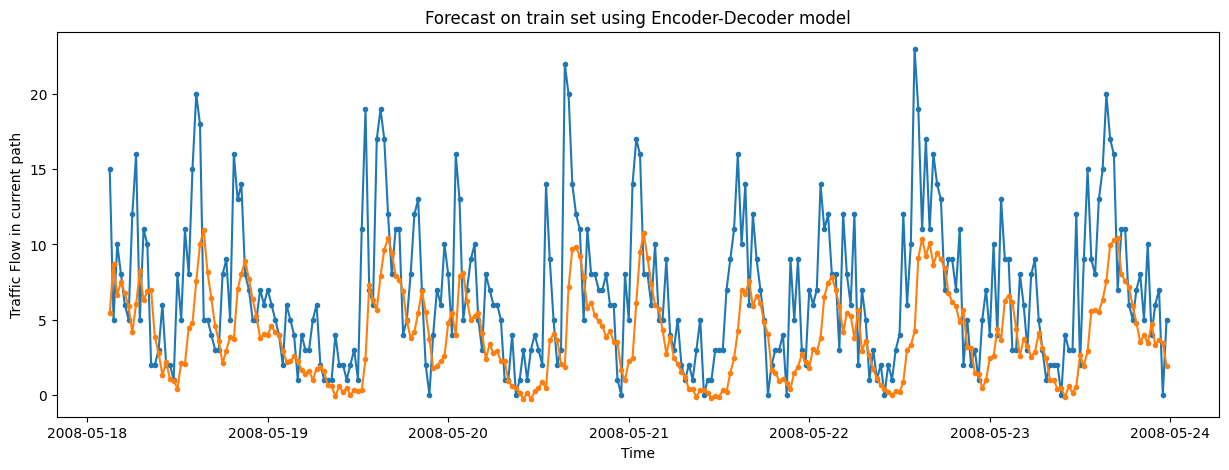 Forecast on train set using Encoder-Decoder model
Traffic Flow in current path
20
15
10
5
0
2008-05-18 2008-05-19 2008-05-20 2008-05-21 2008-05-22 2008-05-23 2008-05-24
Time